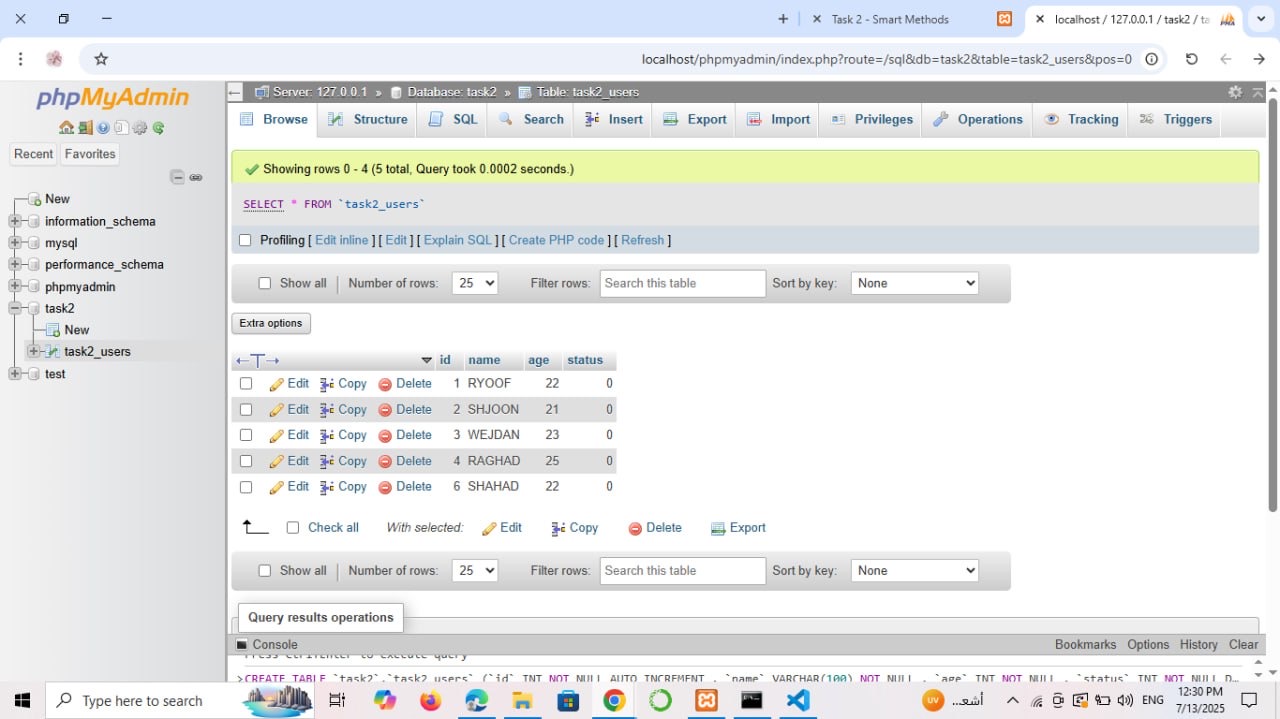 Task 2 - Smart Methods
localhost / 127.0.0.1 / task2 / ta
localhost/phpmyadmin/index.php?route=/sql&db=task2&table=task2_users&pos=0
phpMyAdmin
Recent Favorites
New
information_schema
mysql
performance_schema
phpmyadmin
task2
New
task2_users
test
Server: 127.0.0.1 » Database: task2 » Table: task2_users
Browse Structure SQL Search Insert Export Import Privileges Operations Tracking Triggers
Showing rows 0 - 4 (5 total, Query took 0.0002 seconds.)
SELECT * FROM `task2_users`
Profiling [ Edit inline ] [ Edit ] [ Explain SQL ] [ Create PHP code ] [ Refresh ]
Show all Number of rows: 25 Filter rows: Search this table Sort by key: None
Extra options
id name age status
Edit Copy Delete 1 RYOOF 22 0
Edit Copy Delete 2 SHJOON 21 0
Edit Copy Delete 3 WEJDAN 23 0
Edit Copy Delete 4 RAGHAD 25 0
Edit Copy Delete 6 SHAHAD 22 0
Check all With selected: Edit Copy Delete Export
Show all Number of rows: 25 Filter rows: Search this table Sort by key: None
Query results operations
Console Bookmarks Options History Clear
Press Ctrl+Enter to execute query
>CREATE TABLE `task2`.`task2_users` (`id` INT NOT NULL AUTO_INCREMENT , `name` VARCHAR(100) NOT NULL , `age` INT NOT NULL , `status` INT NOT NULL D...
Type here to search
UV أشعـ... ENG 12:30 PM
7/13/2025